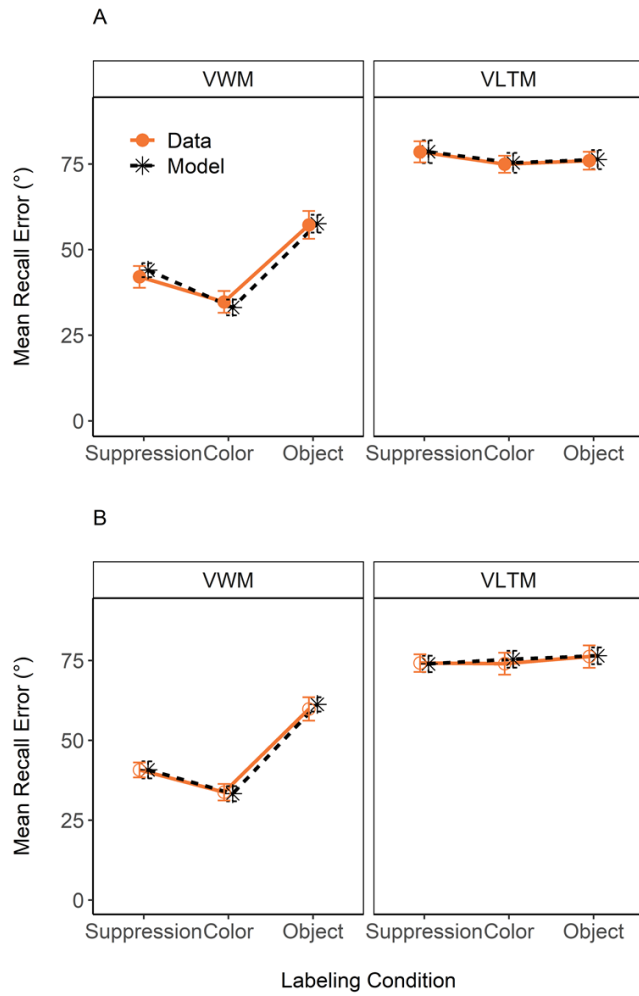 A
VWM
VLTM
Data
Model
Mean Recall Error (°)
75
50
25
0
Suppression Color Object
Suppression Color Object
B
VWM
VLTM
Mean Recall Error (°)
75
50
25
0
Suppression Color Object
Suppression Color Object
Labeling Condition